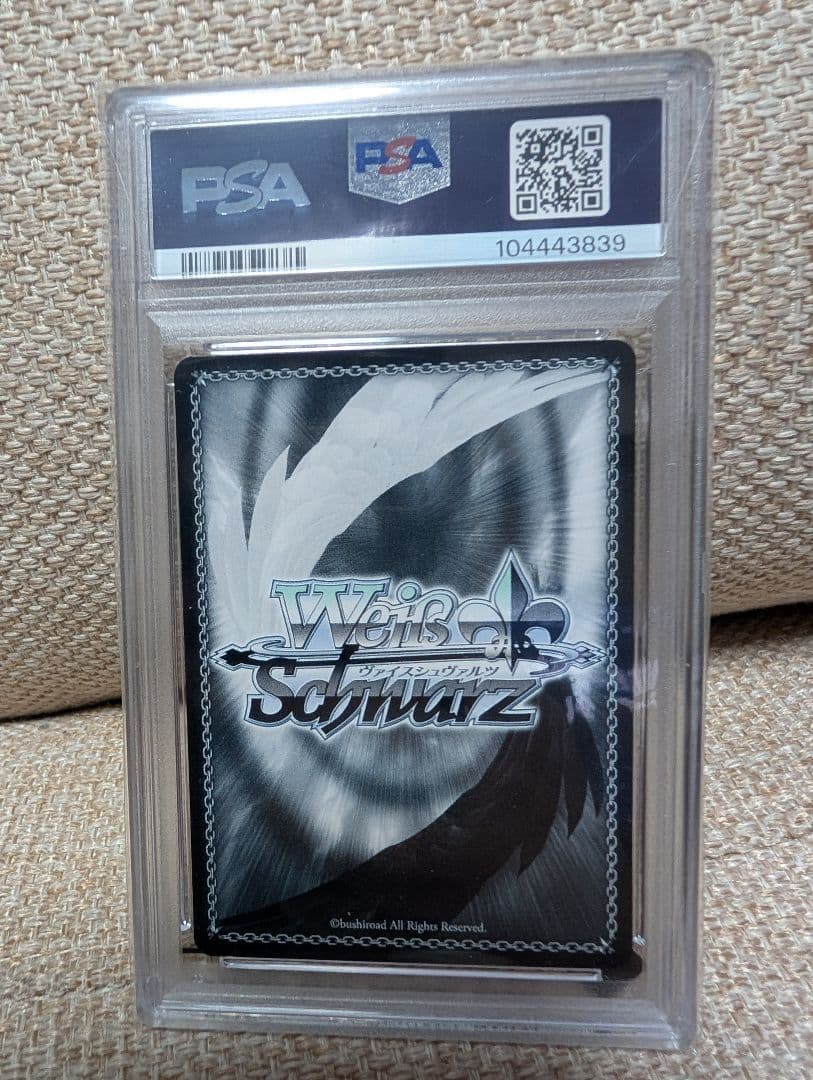 PSA
PSA
104443839
Weiß
ヴァイスシュヴァルツ
Schwarz
©bushiroad All Rights Reserved.